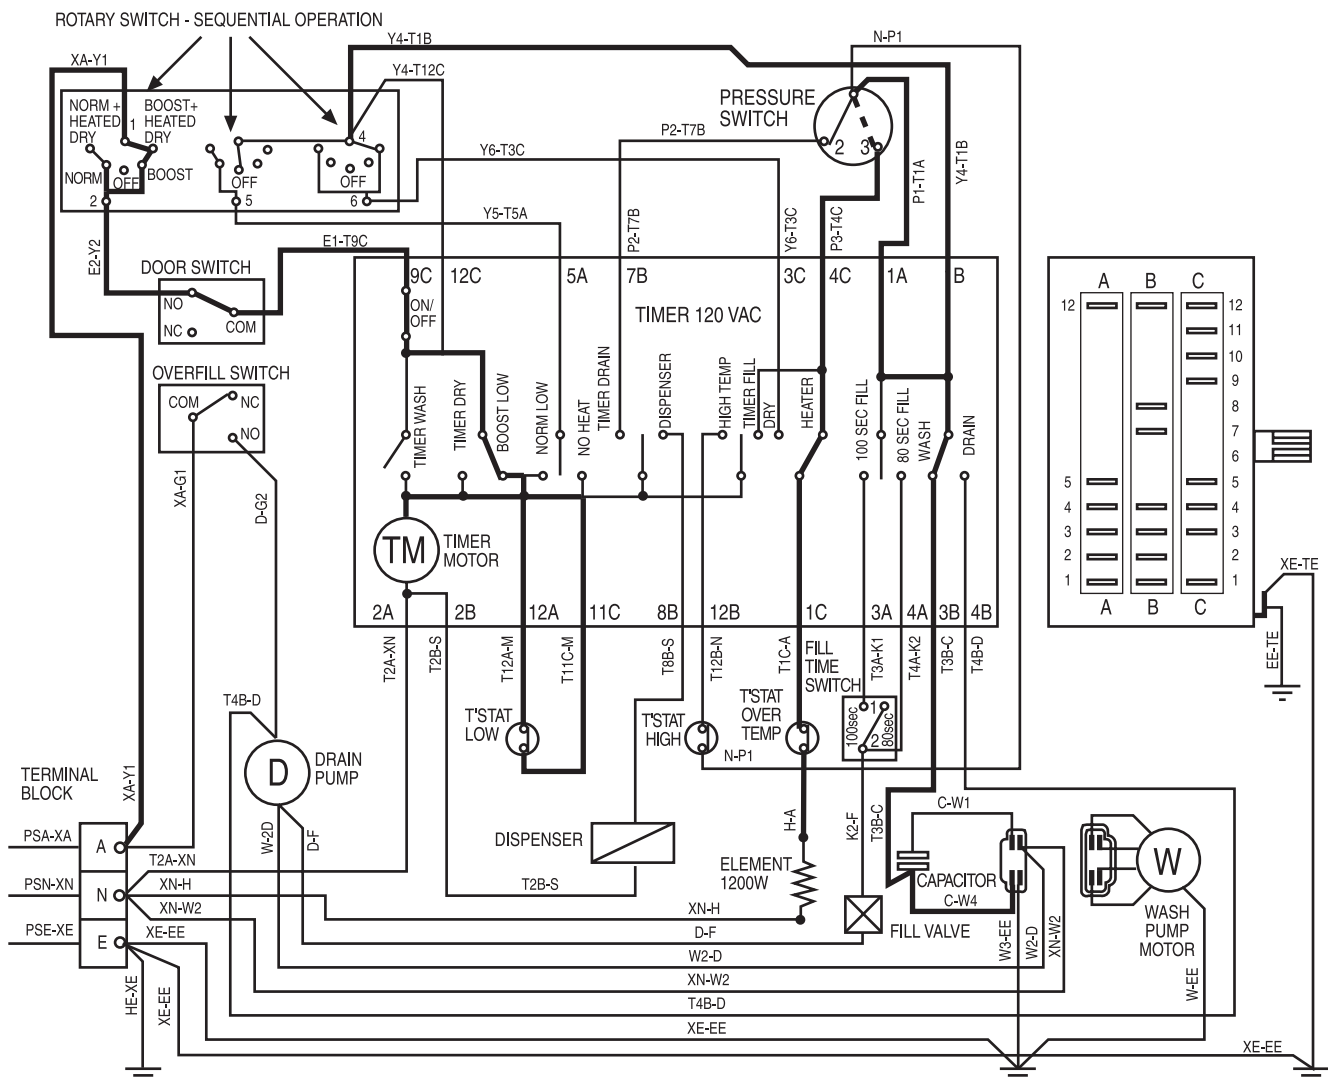 ROTARY SWITCH - SEQUENTIAL OPERATION
XA-Y1
Y4-T1B
Y4-T12C
N-P1
NORM +
HEATED
DRY
1
BOOST+
HEATED
DRY
NORM
OFF
BOOST
2
OFF
5
4
OFF
6
PRESSURE
SWITCH
2
3
P2-T7B
Y6-T3C
Y5-T5A
P2-T7B
Y6-T3C
P3-T4C
P1-T1A
Y4-T1B
E2-Y2
E1-T9C
DOOR SWITCH
NO
NC
COM
OVERFILL SWITCH
COM
NC
NO
XA-G1
D-G2
9C
12C
5A
7B
3C
4C
1A
B
ON/
OFF
TIMER 120 VAC
TIMER WASH
TIMER DRY
BOOST LOW
NORM LOW
NO HEAT
TIMER DRAIN
DISPENSER
HIGH TEMP
TIMER FILL
DRY
HEATER
100 SEC FILL
80 SEC FILL
WASH
DRAIN
TM
TIMER
MOTOR
2A
2B
12A
11C
8B
12B
1C
3A
4A
3B
4B
T2A-XN
T2B-S
T12A-M
T11C-M
T8B-S
T12B-N
T1C-A
FILL
TIME
SWITCH
T3A-K1
T4A-K2
T3B-C
T4B-D
A
B
C
12
12
11
10
9
8
7
6
5
5
4
4
3
3
2
2
1
1
A
B
C
XE-TE
EE-TE
T4B-D
T'STAT
LOW
T'STAT
HIGH
T'STAT
OVER
TEMP
N-P1
100sec
1
2
80sec
D
DRAIN
PUMP
TERMINAL
BLOCK
XA-Y1
PSA-XA
A
PSN-XN
N
PSE-XE
E
T2A-XN
XN-H
XN-W2
XE-EE
W-2D
D-F
DISPENSER
T2B-S
H-A
ELEMENT
1200W
K2-F
T3B-C
C-W1
CAPACITOR
C-W4
W
WASH
PUMP
MOTOR
FILL VALVE
XN-H
D-F
W2-D
XN-W2
T4B-D
XE-EE
W3-EE
W2-D
XN-W2
W-EE
HE-XE
XE-EE
XE-EE